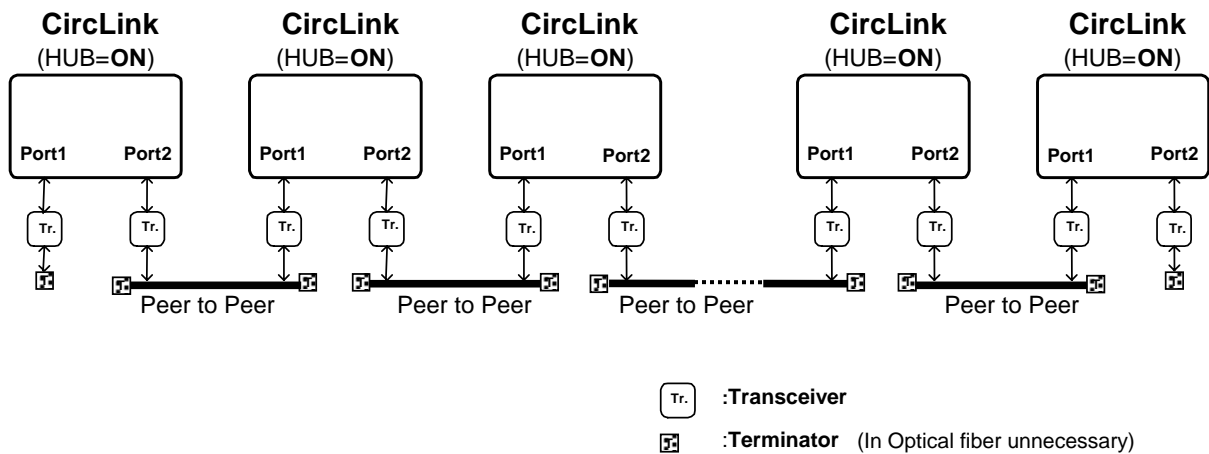 CircLink CircLink CircLink CircLink CircLink
(HUB=ON) (HUB=ON) (HUB=ON) (HUB=ON) (HUB=ON)
Port1 Port2 Port1 Port2 Port1 Port2 Port1 Port2 Port1 Port2
Tr. Tr. Tr. Tr. Tr. Tr. Tr. Tr. Tr. Tr.
T: T: T: T: T: T: T: T: T: T:
Peer to Peer Peer to Peer Peer to Peer Peer to Peer
Tr. :Transceiver
T: :Terminator (In Optical fiber unnecessary)